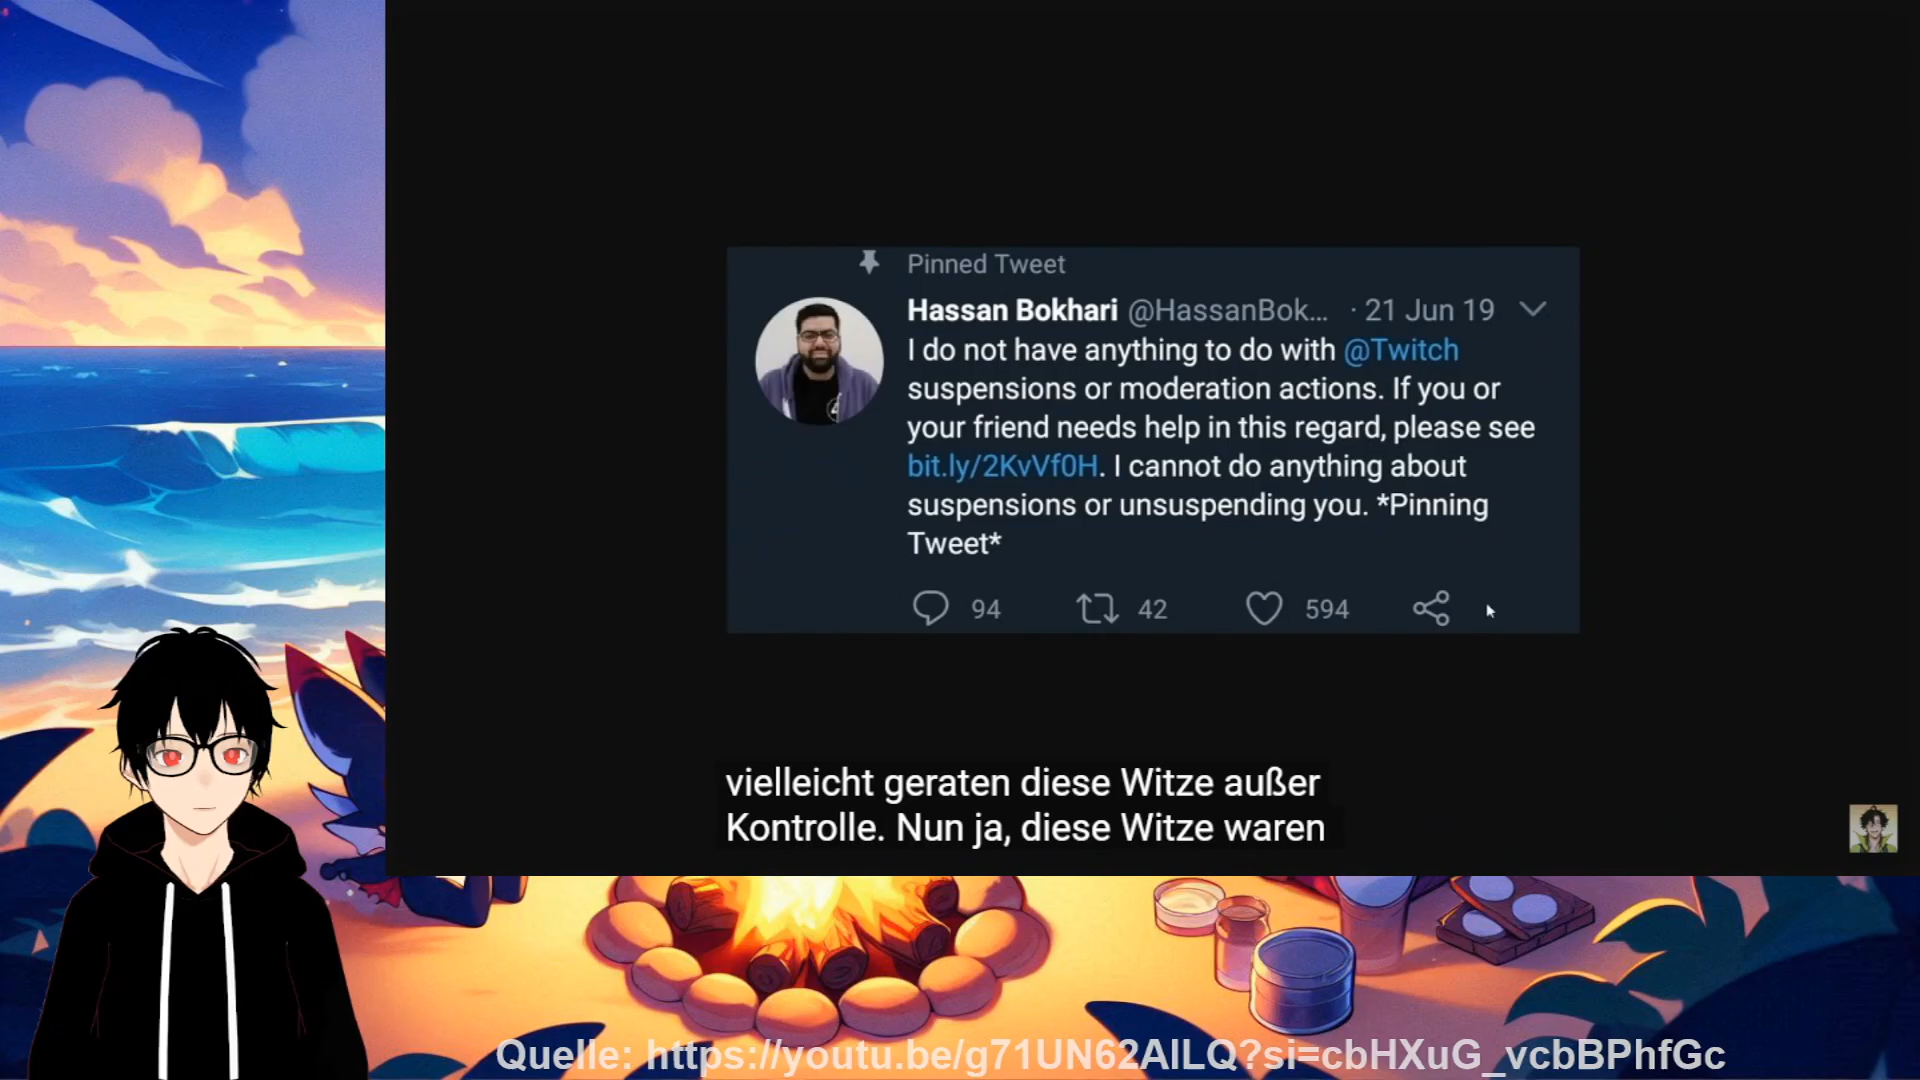 Pinned Tweet
Hassan Bokhari @HassanBok... · 21 Jun 19
I do not have anything to do with @Twitch
suspensions or moderation actions. If you or
your friend needs help in this regard, please see
bit.ly/2KvVf0H. I cannot do anything about
suspensions or unsuspending you. *Pinning
Tweet*
94 42 594
vielleicht geraten diese Witze außer
Kontrolle. Nun ja, diese Witze waren
Quelle: https://youtu.be/g71UN62AILQ?si=cbHXuG_vcbBPhfGc